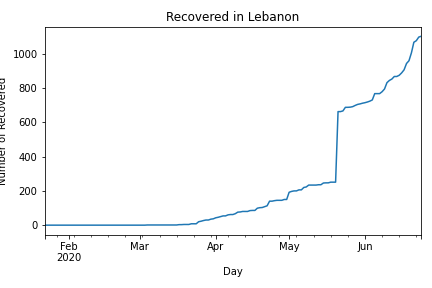 Recovered in Lebanon
Number of Recovered
1000
800
600
400
200
0
Feb
2020
Mar
Apr
May
Jun
Day